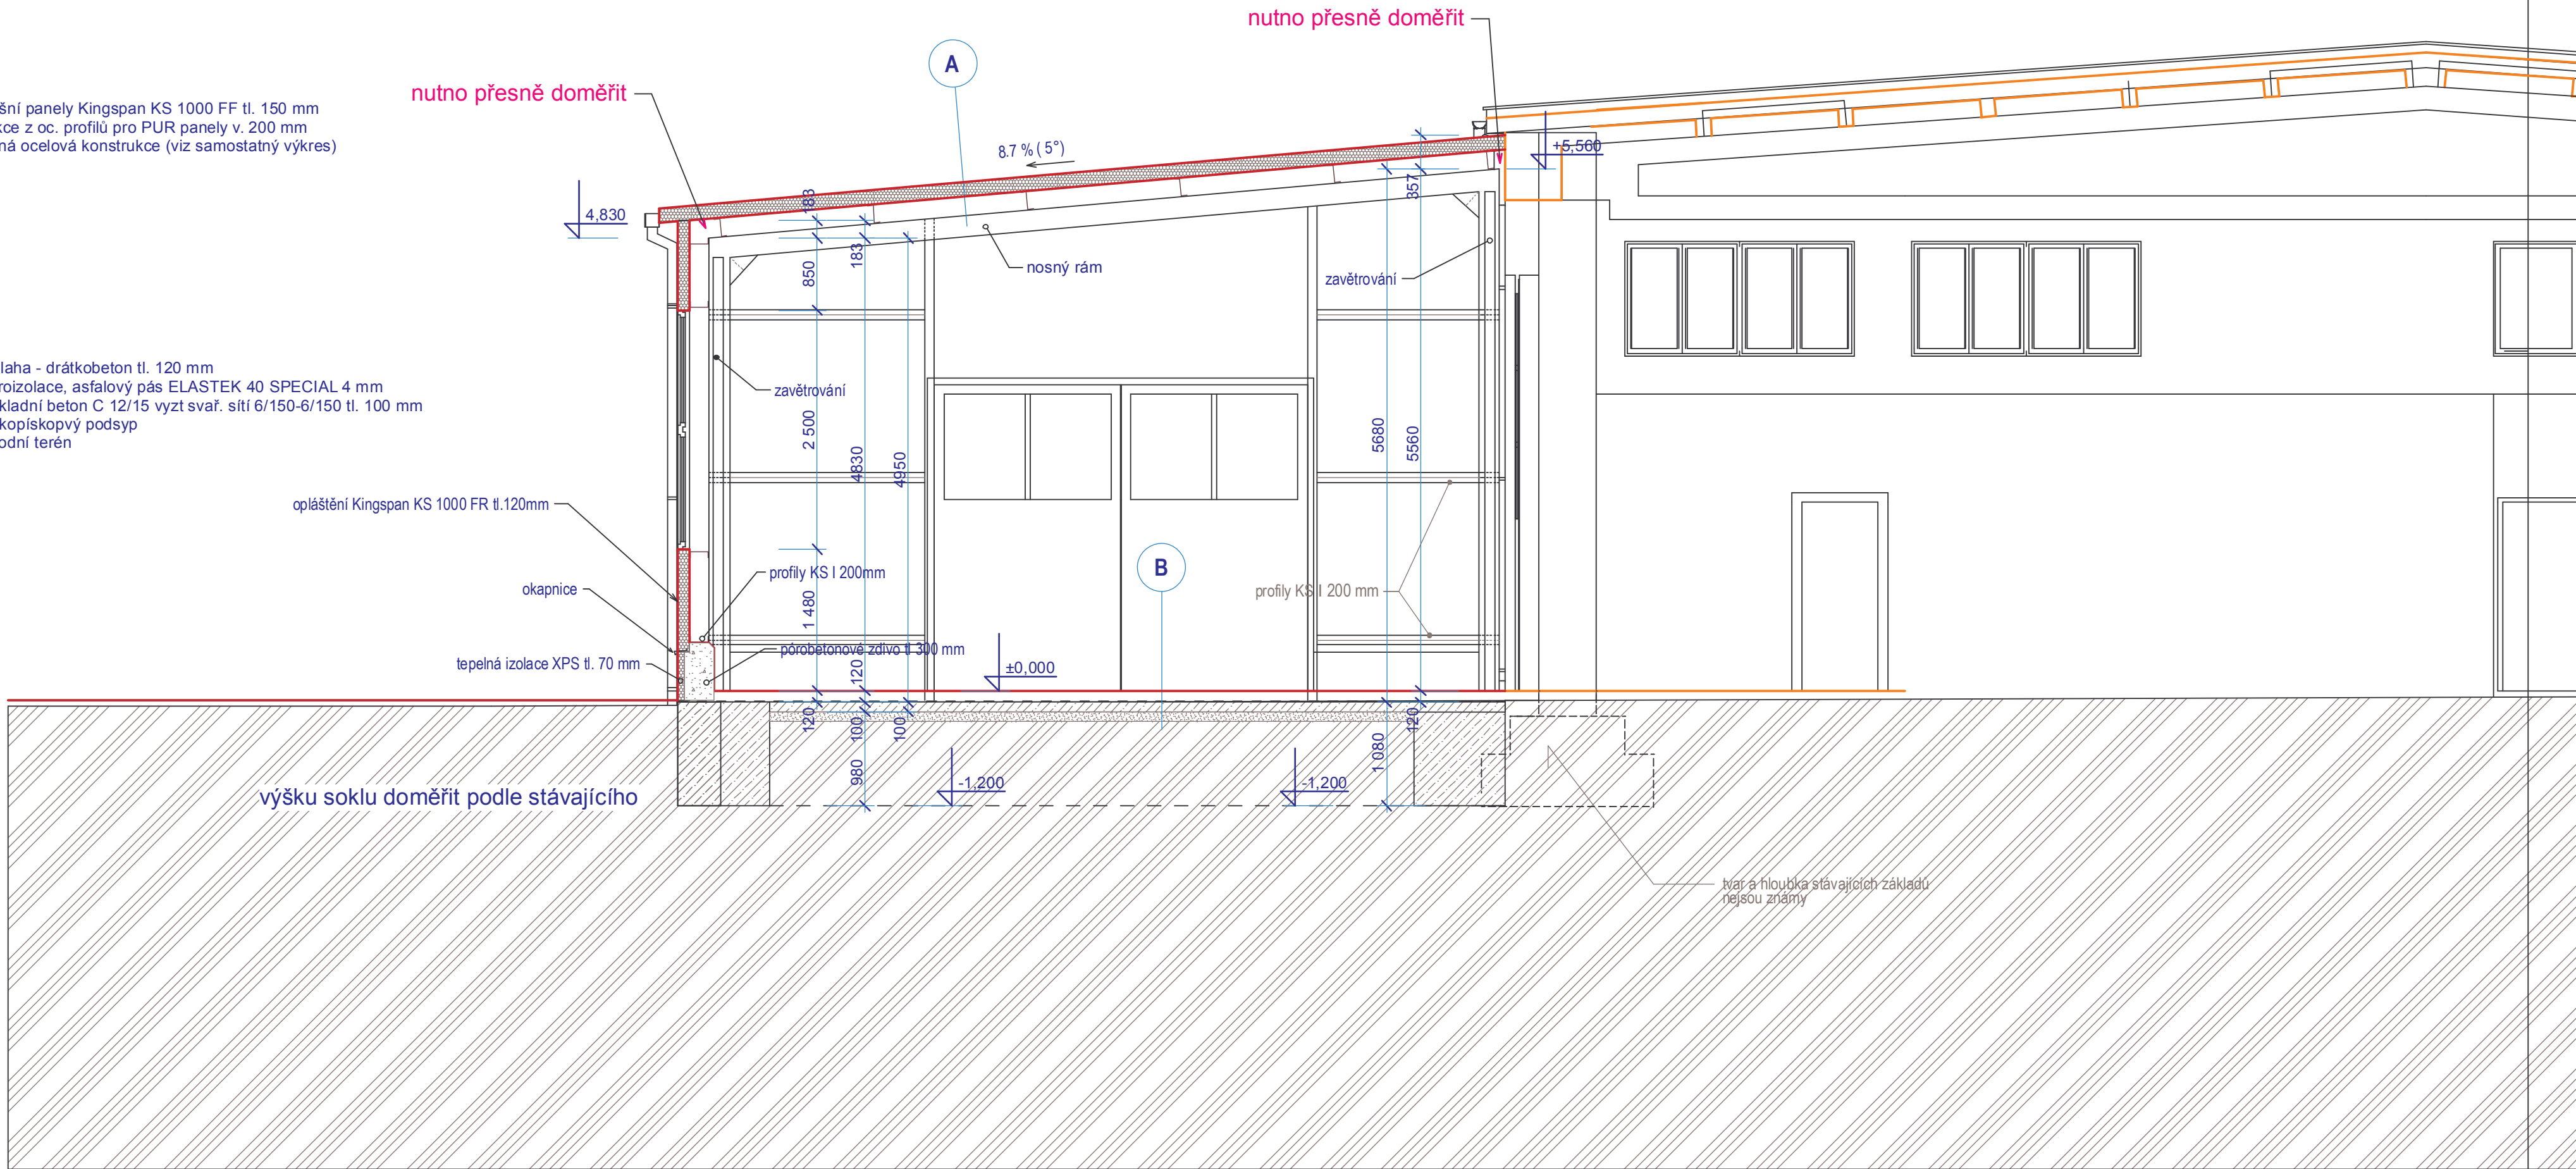 nutno přesně doměřit
A
nutno přesně doměřit
šní panely Kingspan KS 1000 FF tl. 150 mm
kce z oc. profilů pro PUR panely v. 200 mm
ná ocelová konstrukce (viz samostatný výkres)
8.7 % ( 5°)
+5,560
4,830
183
357
183
850
nosný rám
zavětrování
laha - drátkobeton tl. 120 mm
roizolace, asfalový pás ELASTEK 40 SPECIAL 4 mm
kladní beton C 12/15 vyzt svař. sítí 6/150-6/150 tl. 100 mm
kopískopvý podsyp
odní terén
zavětrování
2 500
4830
4950
5680
5560
opláštění Kingspan KS 1000 FR tl.120mm
B
profily KS I 200mm
okapnice
profily KS I 200 mm
1 480
pórobetonové zdivo tl 300 mm
tepelná izolace XPS tl. 70 mm
120
±0,000
120
100
100
120
1 080
980
-1,200
-1,200
výšku soklu doměřit podle stávajícího
tvar a hloubka stávajících základů
nejsou známy